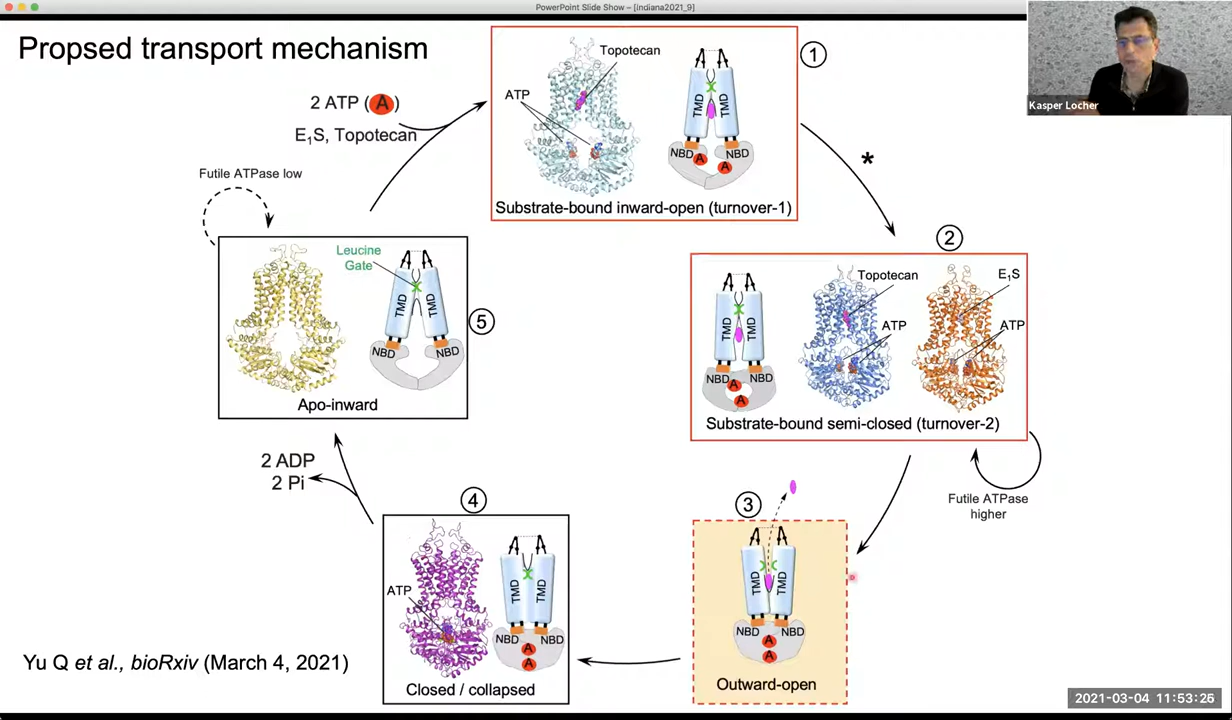 PowerPoint Slide Show – [indiana2021_9]
Propsed transport mechanism
Kasper Locher
2 ATP (A)
E1S, Topotecan
Topotecan
ATP
TMD
TMD
NBD
NBD
A
A
Substrate-bound inward-open (turnover-1)
1
*
2
TMD
TMD
NBD
NBD
A
A
Topotecan
ATP
E1S
ATP
Substrate-bound semi-closed (turnover-2)
Futile ATPase
higher
3
TMD
TMD
NBD
NBD
A
A
Outward-open
4
ATP
TMD
TMD
NBD
NBD
A
A
Closed / collapsed
2 ADP
2 Pi
Futile ATPase low
Leucine
Gate
TMD
TMD
NBD
NBD
5
Apo-inward
Yu Q et al., bioRxiv (March 4, 2021)
2021-03-04 11:53:26